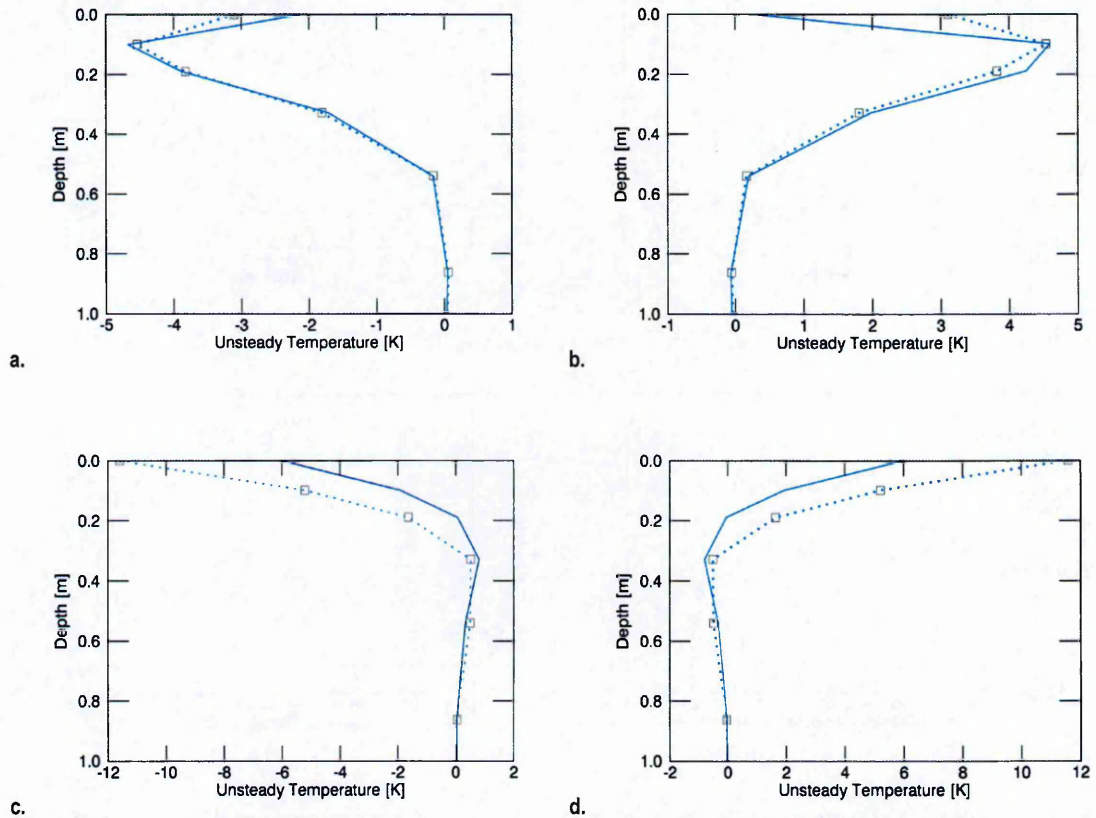 0.0
0.2
0.4
0.6
0.8
1.0
Depth [m]
-5 -4 -3 -2 -1 0 1
Unsteady Temperature [K]
a.
0.0
0.2
0.4
0.6
0.8
1.0
Depth [m]
-1 0 1 2 3 4 5
Unsteady Temperature [K]
b.
0.0
0.2
0.4
0.6
0.8
1.0
Depth [m]
-12 -10 -8 -6 -4 -2 0 2
Unsteady Temperature [K]
c.
0.0
0.2
0.4
0.6
0.8
1.0
Depth [m]
-2 0 2 4 6 8 10 12
Unsteady Temperature [K]
d.